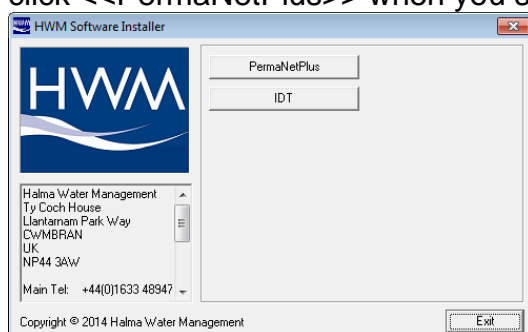 click <<PermaNetPlus>> when you s
HWM Software Installer
HWM
PermaNetPlus
IDT
Halma Water Management
Ty Coch House
Llantarnam Park Way
CWMBRAN
UK
NP44 3AW
Main Tel: +44(0)1633 48947
Copyright © 2014 Halma Water Management
Exit